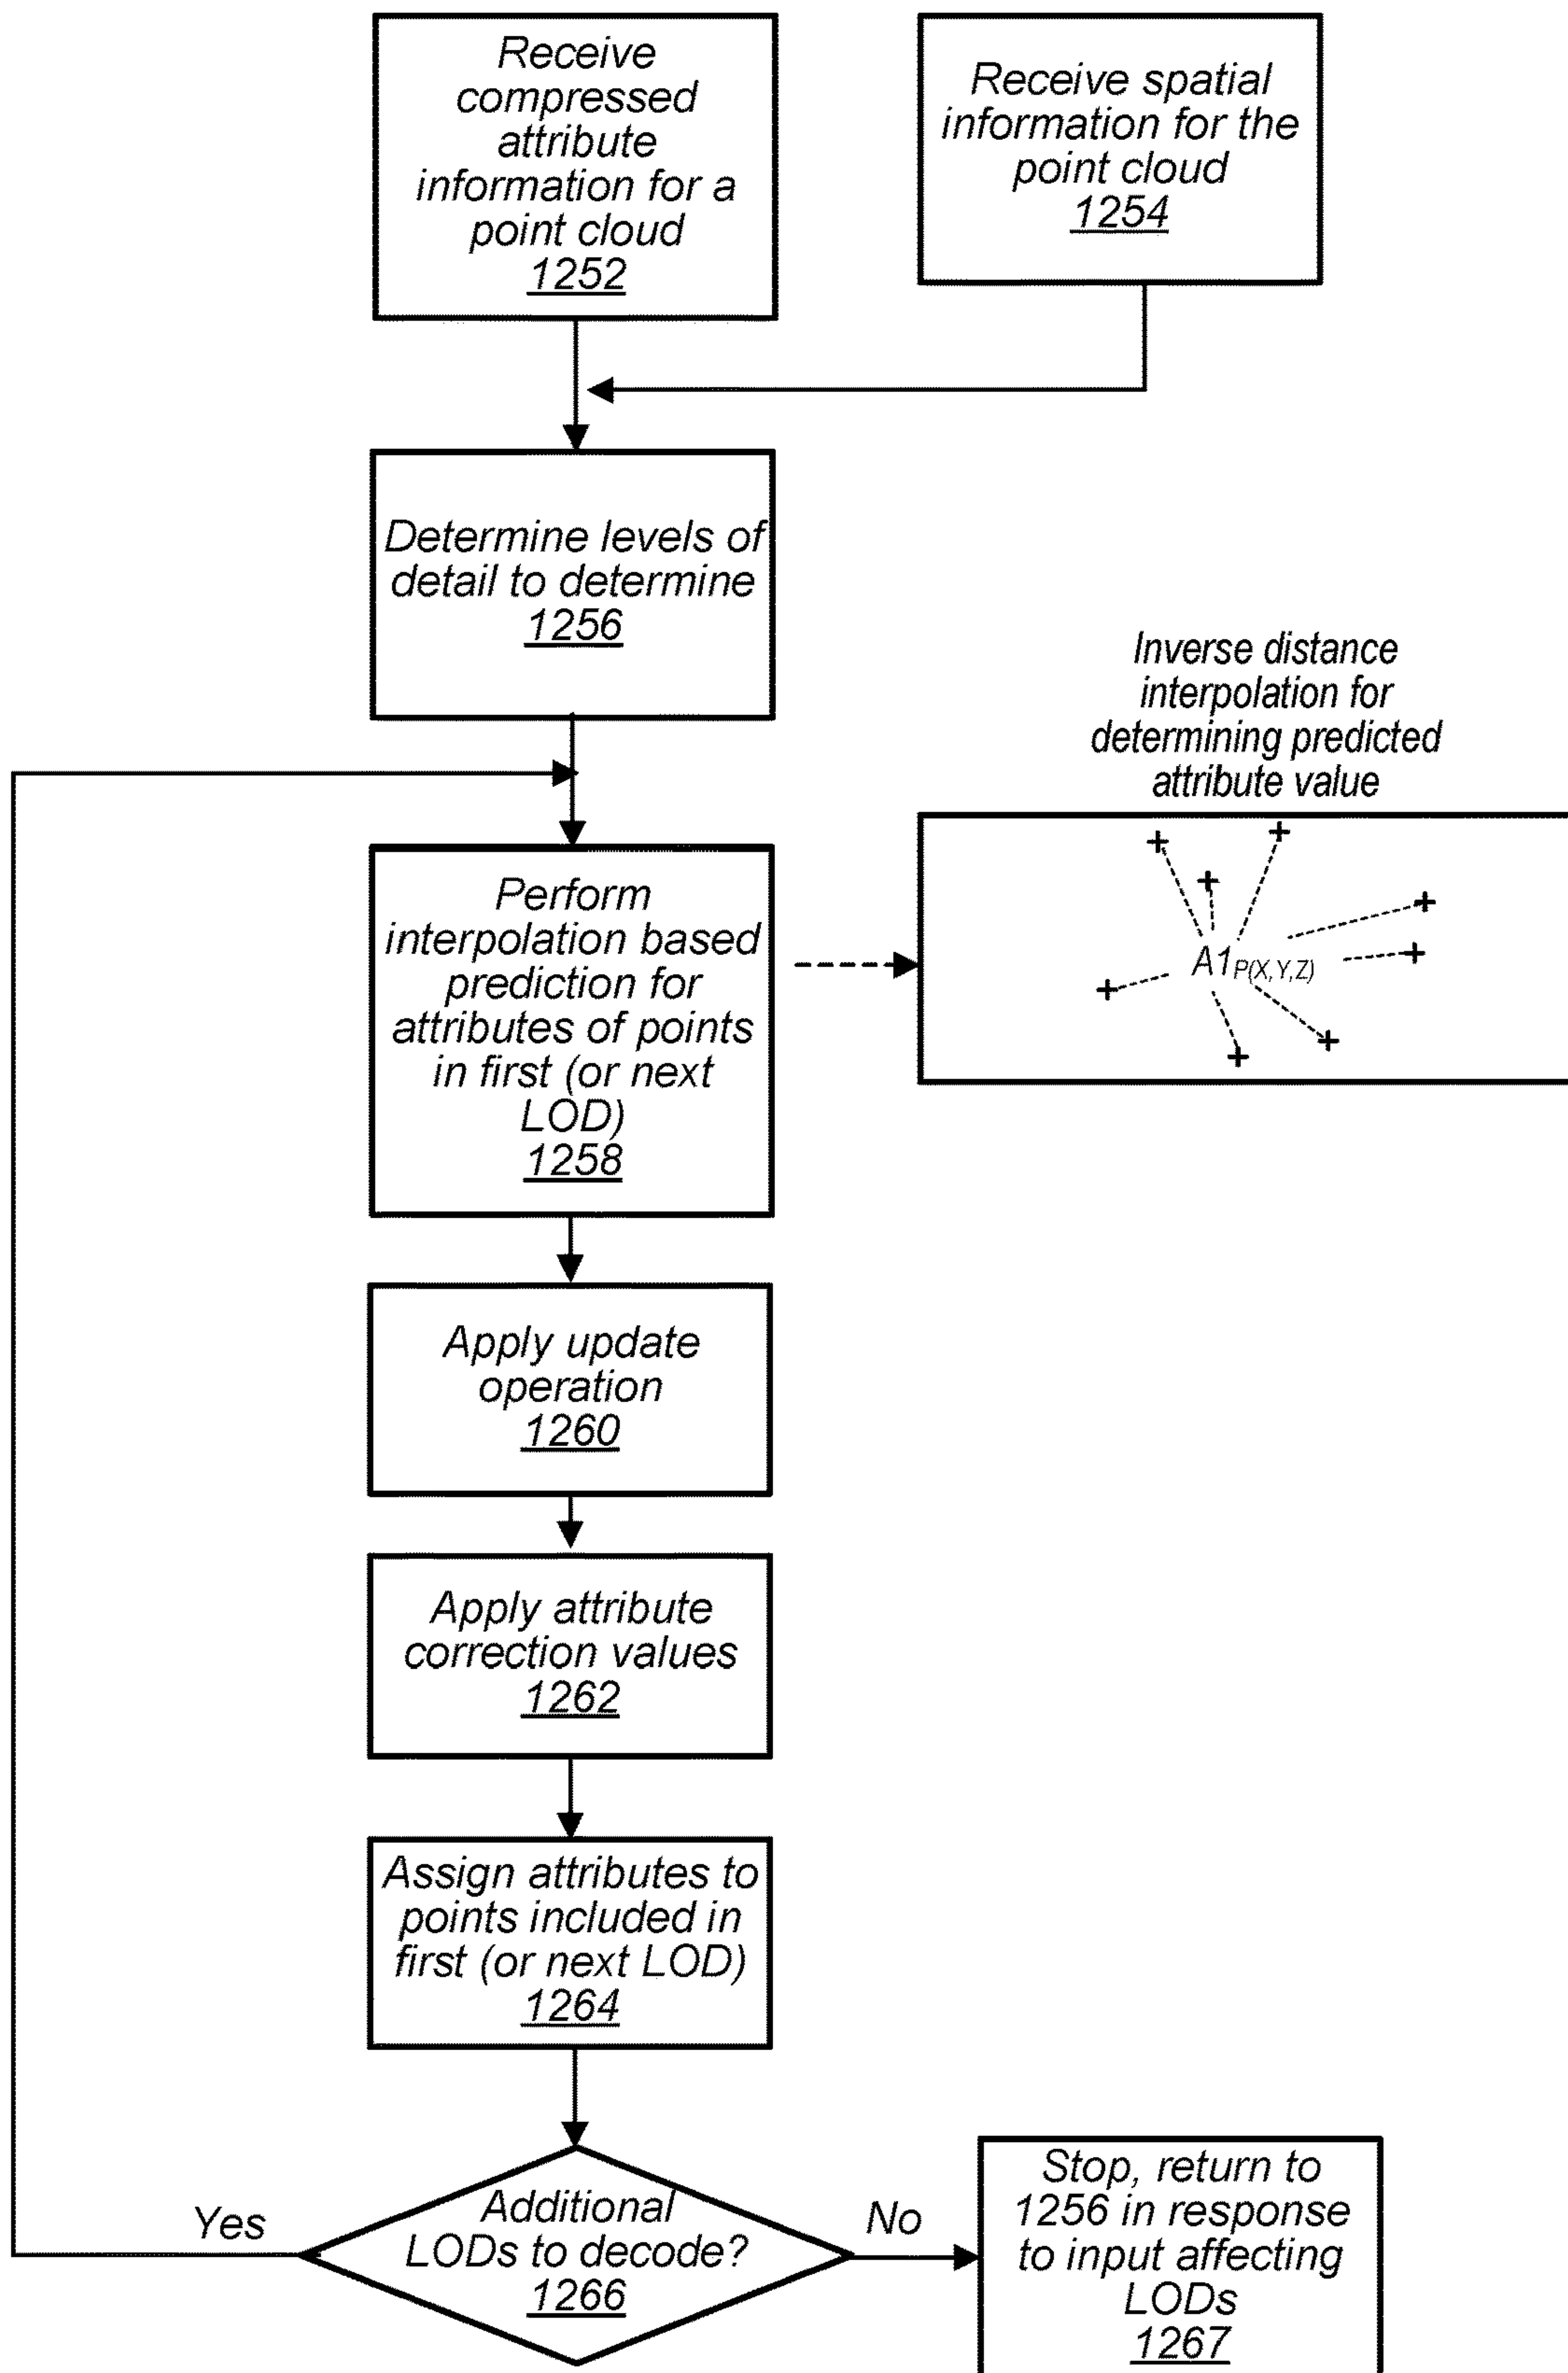 Receive
compressed
attribute
information for a
point cloud
1252
Receive spatial
information for the
point cloud
1254
Determine levels of
detail to determine
1256
Inverse distance
interpolation for
determining predicted
attribute value
A1P(X,Y,Z)
Perform
interpolation based
prediction for
attributes of points
in first (or next
LOD)
1258
Apply update
operation
1260
Apply attribute
correction values
1262
Assign attributes to
points included in
first (or next LOD)
1264
Additional
LODs to decode?
1266
Yes
No
Stop, return to
1256 in response
to input affecting
LODs
1267